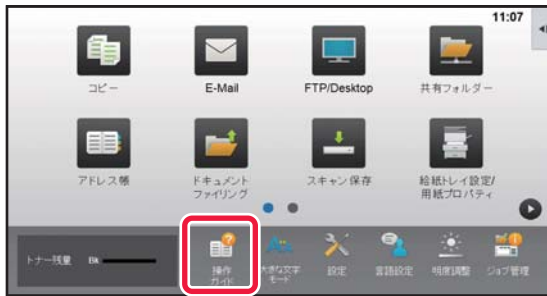 11:07
コピー
E-Mail
FTP/Desktop
共有フォルダー
アドレス帳
ドキュメント
ファイリング
スキャン保存
給紙トレイ設定/
用紙プロパティ
トナー残量 Bk
操作
ガイド
大きな文字
モード
設定
言語設定
明度調整
ジョブ管理